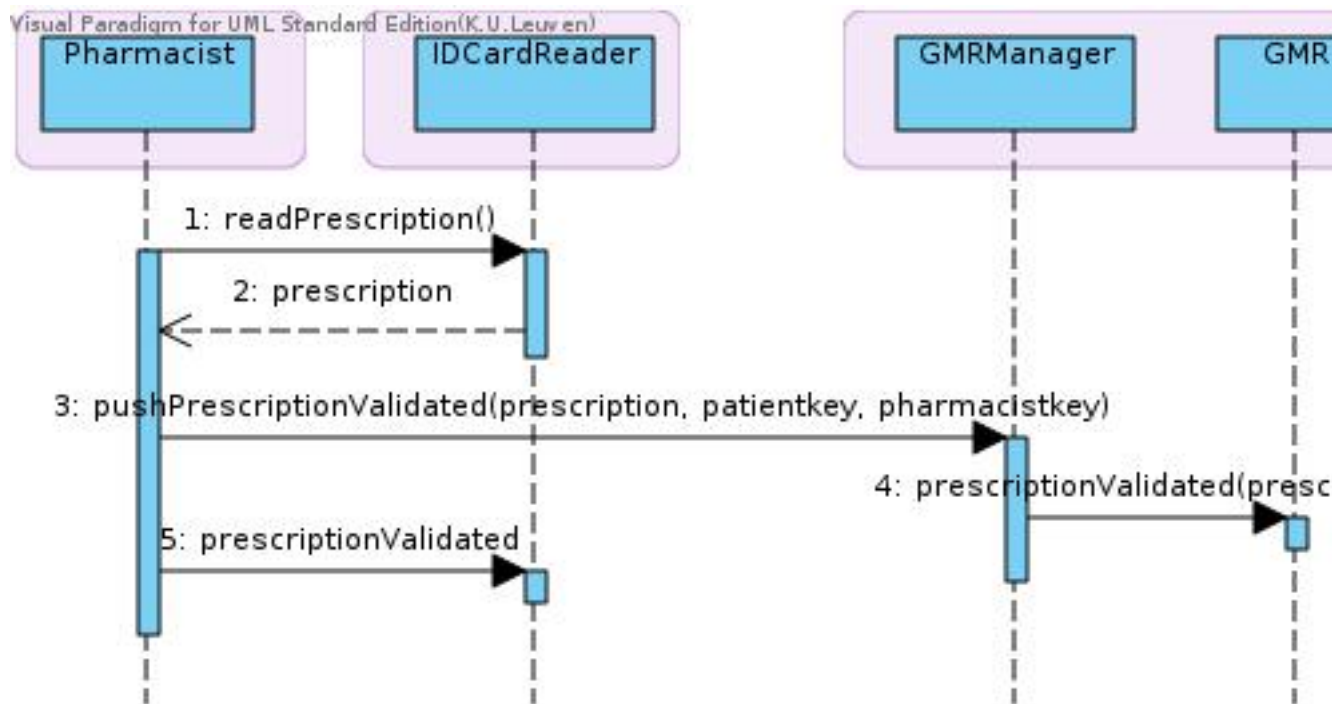 Visual Paradigm for UML Standard Edition(K.U.Leuven)
Pharmacist
IDCardReader
GMRManager
GMR
1: readPrescription()
2: prescription
3: pushPrescriptionValidated(prescription, patientkey, pharmacistkey)
4: prescriptionValidated(presc
5: prescriptionValidated